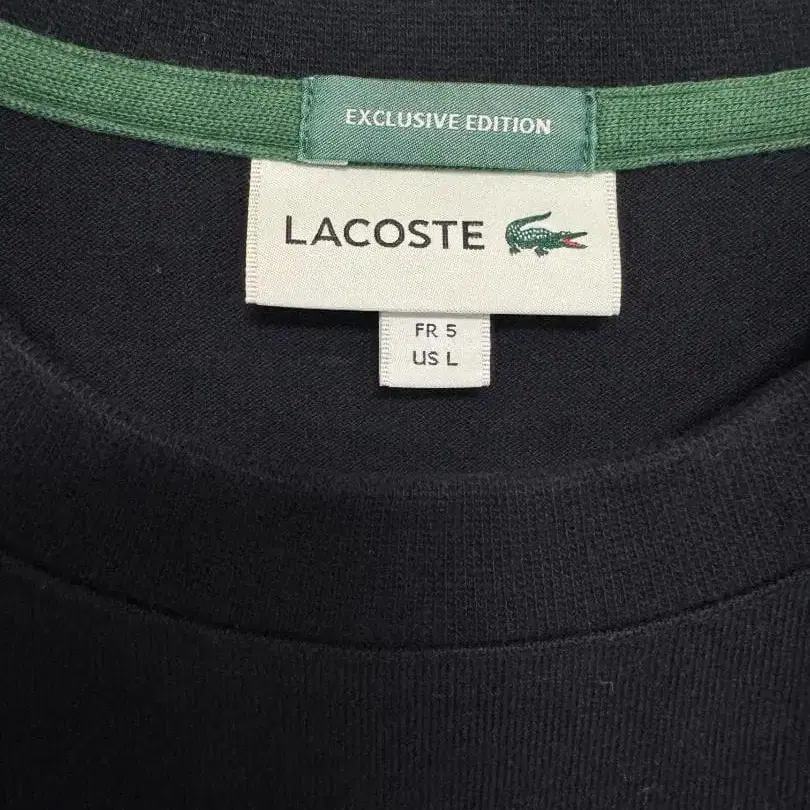 EXCLUSIVE EDITION
LACOSTE
FR 5
US L